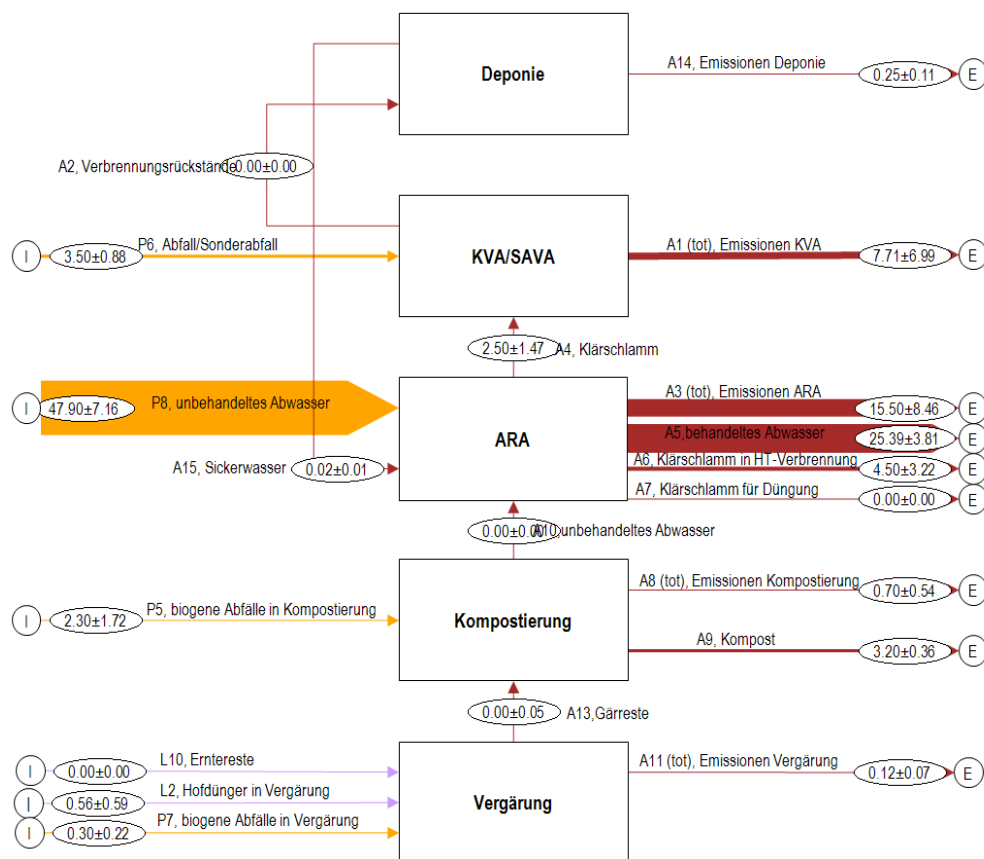 Deponie
A14, Emissionen Deponie
0.25±0.11
E
A2, Verbrennungsrückstände
0.00±0.00
I
3.50±0.88
P6, Abfall/Sonderabfall
KVA/SAVA
A1 (tot), Emissionen KVA
7.71±6.99
E
2.50±1.47
A4, Klärschlamm
I
47.90±7.16
P8, unbehandeltes Abwasser
ARA
A3 (tot), Emissionen ARA
15.50±8.46
E
A5,behandeltes Abwasser
25.39±3.81
E
A15, Sickerwasser
0.02±0.01
A6, Klärschlamm in HT-Verbrennung
4.50±3.22
E
A7, Klärschlamm für Düngung
0.00±0.00
E
0.00±0.00
A10,unbehandeltes Abwasser
I
2.30±1.72
P5, biogene Abfälle in Kompostierung
Kompostierung
A8 (tot), Emissionen Kompostierung
0.70±0.54
E
A9, Kompost
3.20±0.36
E
0.00±0.05
A13,Gärreste
I
0.00±0.00
L10, Erntereste
I
0.56±0.59
L2, Hofdünger in Vergärung
I
0.30±0.22
P7, biogene Abfälle in Vergärung
Vergärung
A11 (tot), Emissionen Vergärung
0.12±0.07
E